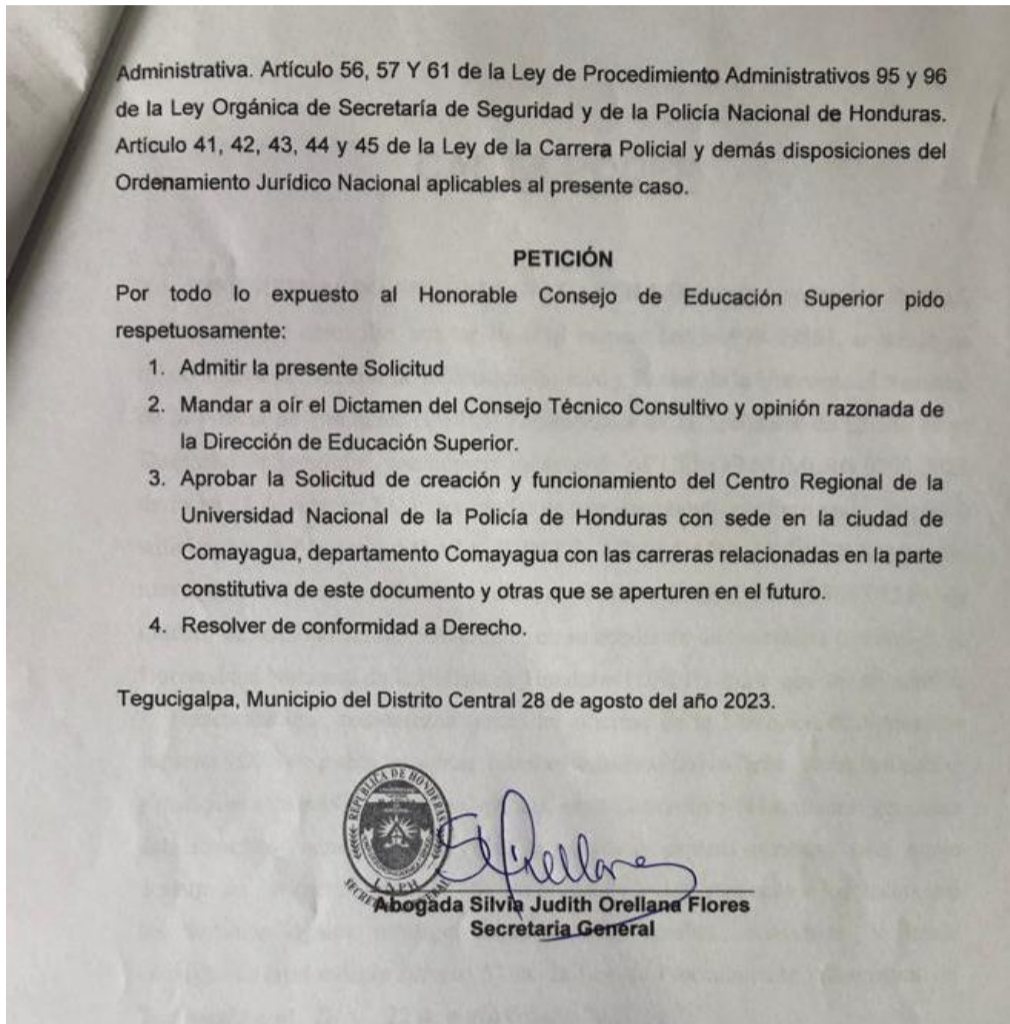 Administrativa. Artículo 56, 57 Y 61 de la Ley de Procedimiento Administrativos 95 y 96
de la Ley Orgánica de Secretaría de Seguridad y de la Policía Nacional de Honduras.
Artículo 41, 42, 43, 44 y 45 de la Ley de la Carrera Policial y demás disposiciones del
Ordenamiento Jurídico Nacional aplicables al presente caso.
PETICIÓN
Por todo lo expuesto al Honorable Consejo de Educación Superior pido
respetuosamente:
1. Admitir la presente Solicitud
2. Mandar a oír el Dictamen del Consejo Técnico Consultivo y opinión razonada de
la Dirección de Educación Superior.
3. Aprobar la Solicitud de creación y funcionamiento del Centro Regional de la
Universidad Nacional de la Policía de Honduras con sede en la ciudad de
Comayagua, departamento Comayagua con las carreras relacionadas en la parte
constitutiva de este documento y otras que se aperturen en el futuro.
4. Resolver de conformidad a Derecho.
Tegucigalpa, Municipio del Distrito Central 28 de agosto del año 2023.
REPUBLICA DE HONDURAS
Abogada Silvia Judith Orellana Flores
Secretaria General